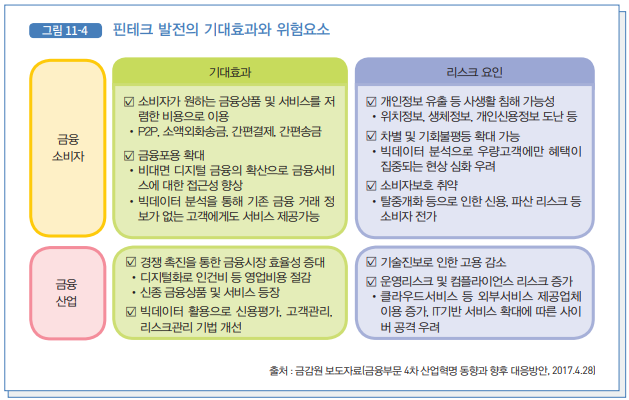 그림 11-4 핀테크 발전의 기대효과와 위험요소
기대효과
리스크 요인
금융
소비자
☑ 소비자가 원하는 금융상품 및 서비스를 저
렴한 비용으로 이용
• P2P, 소액외화송금, 간편결제, 간편송금
☑ 금융포용 확대
• 비대면 디지털 금융의 확산으로 금융서비
스에 대한 접근성 향상
• 빅데이터 분석을 통해 기존 금융 거래 정
보가 없는 고객에게도 서비스 제공가능
☑ 개인정보 유출 등 사생활 침해 가능성
• 위치정보, 생체정보, 개인신용정보 도난 등
☑ 차별 및 기회불평등 확대 가능
• 빅데이터 분석으로 우량고객에만 혜택이
집중되는 현상 심화 우려
☑ 소비자보호 취약
• 탈중개화 등으로 인한 신용, 파산 리스크 등
소비자 전가
금융
산업
☑ 경쟁 촉진을 통한 금융시장 효율성 증대
• 디지털화로 인건비 등 영업비용 절감
• 신종 금융상품 및 서비스 등장
☑ 빅데이터 활용으로 신용평가, 고객관리,
리스크관리 기법 개선
☑ 기술진보로 인한 고용 감소
☑ 운영리스크 및 컴플라이언스 리스크 증가
• 클라우드서비스 등 외부서비스 제공업체
이용 증가, IT기반 서비스 확대에 따른 사이
버 공격 우려
출처 : 금감원 보도자료(금융부문 4차 산업혁명 동향과 향후 대응방안, 2017.4.28)